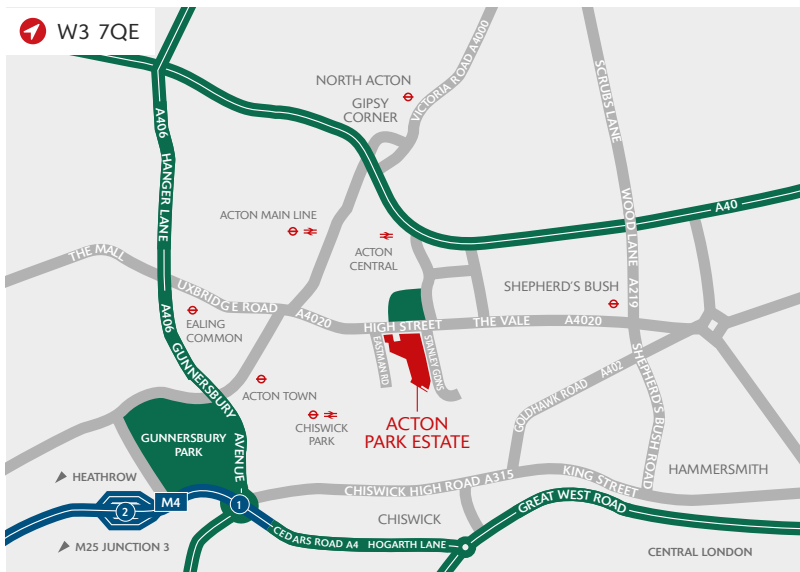 W3 7QE
NORTH ACTON
GIPSY
CORNER
VICTORIA ROAD A4000
SCRUBS LANE
A406
HANGER LANE
WOOD LANE
A40
ACTON MAIN LINE
ACTON
CENTRAL
THE MALL
UXBRIDGE ROAD
A4020
SHEPHERD'S BUSH
A219
A406
EALING
COMMON
HIGH STREET
THE VALE
A4020
GUNNERSBURY
AVENUE
EASTMAN RD
STANLEY GDNS
SHEPHERD'S BUSH ROAD
A402
GOLDHAWK ROAD
ACTON TOWN
CHISWICK
PARK
ACTON
PARK ESTATE
GUNNERSBURY
PARK
HEATHROW
M4
2
1
CHISWICK HIGH ROAD A315
KING STREET
HAMMERSMITH
GREAT WEST ROAD
CHISWICK
CEDARS ROAD A4
HOGARTH LANE
M25 JUNCTION 3
CENTRAL LONDON